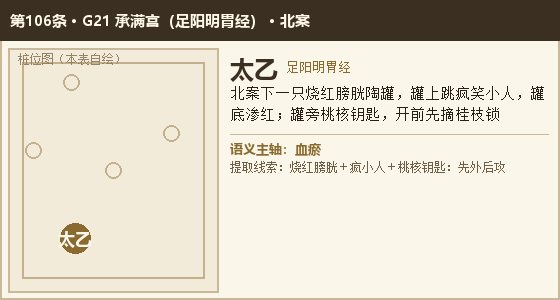 第106条・G21 承满宫（足阳明胃经）・北案
桩位图（本表自绘）
太乙
太乙 足阳明胃经
北案下一只烧红膀胱陶罐，罐上跳疯笑小人，罐
底渗红；罐旁桃核钥匙，开前先摘桂枝锁
语义主轴：血瘀
提取线索：烧红膀胱＋疯小人＋桃核钥匙：先外后攻